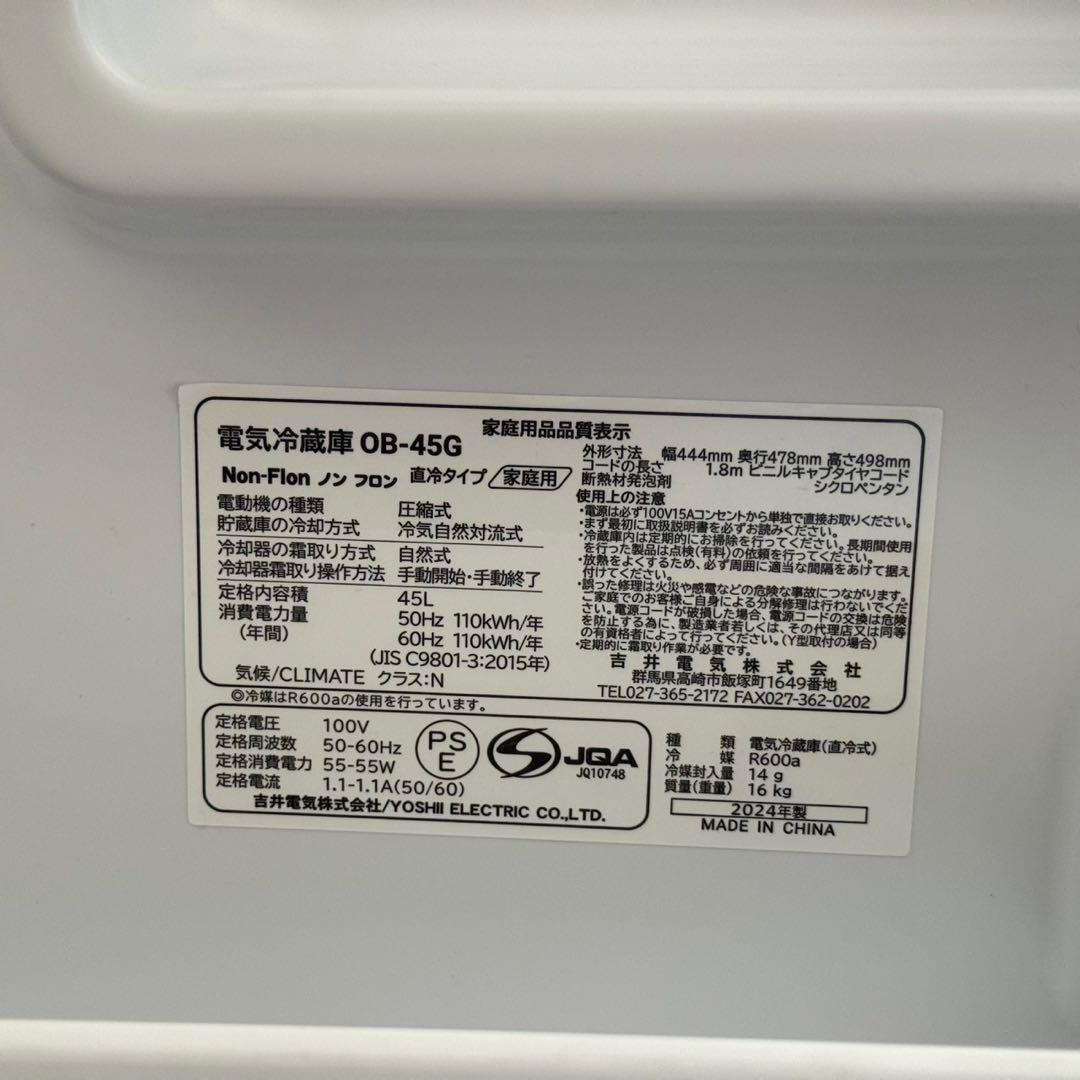 電気冷蔵庫 OB-45G
Non-Flon ノン フロン 直冷タイプ 家庭用
電動機の種類 圧縮式
貯蔵庫の冷却方式 冷気自然対流式
冷却器の霜取り方式 自然式
冷却器霜取り操作方法 手動開始・手動終了
定格内容積 45L
消費電力量 50Hz 110kWh/年
(年間) 60Hz 110kWh/年
(JIS C9801-3:2015年)
気候/CLIMATE クラス:N
◎冷媒はR600aの使用を行っています。
家庭用品品質表示
外形寸法 幅444mm 奥行478mm 高さ498mm
コードの長さ 1.8m ビニルキャブタイヤコード
断熱材発泡剤 シクロペンタン
使用上の注意
・電源は必ず100V15Aコンセントから単独で直接お取りください。
・まず最初に取扱説明書を必ずお読みください。
・冷蔵庫内は定期的にお掃除を行ってください。長期間使用
を行った製品は点検(有料)の依頼を行ってください。
・放熱をよくするため、必ず周囲に適当な間隔をあけて据え
付けてください。
・誤った修理は火災や感電などの危険な事故につながります。
ご家庭でのお客様ご自身による分解修理は行わないでくだ
さい。電源コードが破損した場合、電源コードの交換は危険
を防止する為に、製造業者若しくは、その代理店又は同等
の有資格者によって行ってください。(Y型取付の場合)
・定期的に霜取り作業が必要です。
吉井電気株式会社
群馬県高崎市飯塚町1649番地
TEL027-365-2172 FAX027-362-0202
定格電圧 100V
定格周波数 50-60Hz
定格消費電力 55-55W
定格電流 1.1-1.1A(50/60)
PS
E
JQA
JQ10748
吉井電気株式会社/YOSHII ELECTRIC CO.,LTD.
種類 電気冷蔵庫(直冷式)
冷媒 R600a
冷媒封入量 14 g
質量(重量) 16 kg
2024年製
MADE IN CHINA